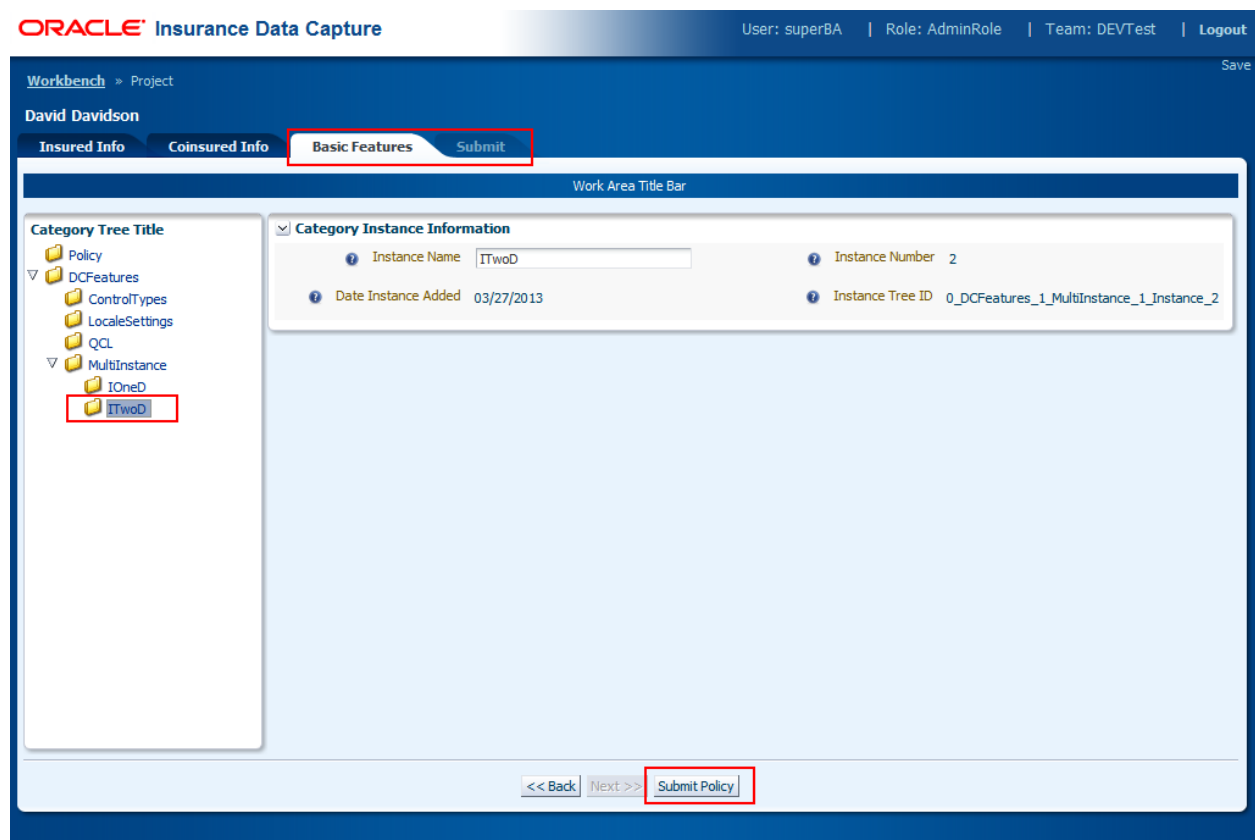 ORACLE Insurance Data Capture
User: superBA | Role: AdminRole | Team: DEVTest | Logout
Save
Workbench » Project
David Davidson
Insured Info Coinsured Info Basic Features Submit
Work Area Title Bar
Category Tree Title
Policy
DCFeatures
ControlTypes
LocaleSettings
QCL
MultiInstance
IOneD
ITwoD
Category Instance Information
Instance Name ITwoD Instance Number 2
Date Instance Added 03/27/2013 Instance Tree ID 0_DCFeatures_1_MultiInstance_1_Instance_2
<< Back Next >> Submit Policy